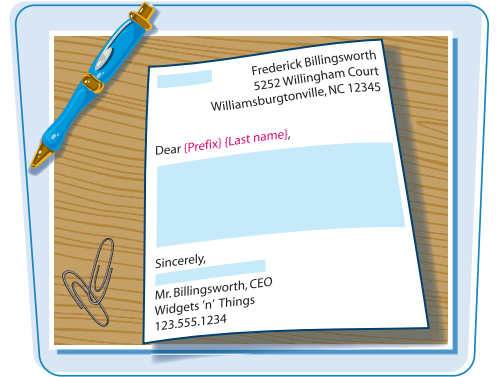 Frederick Billingsworth
5252 Willingham Court
Williamsburgtonville, NC 12345
Dear {Prefix} {Last name},
Sincerely,
Mr. Billingsworth, CEO
Widgets ‘n’ Things
123.555.1234